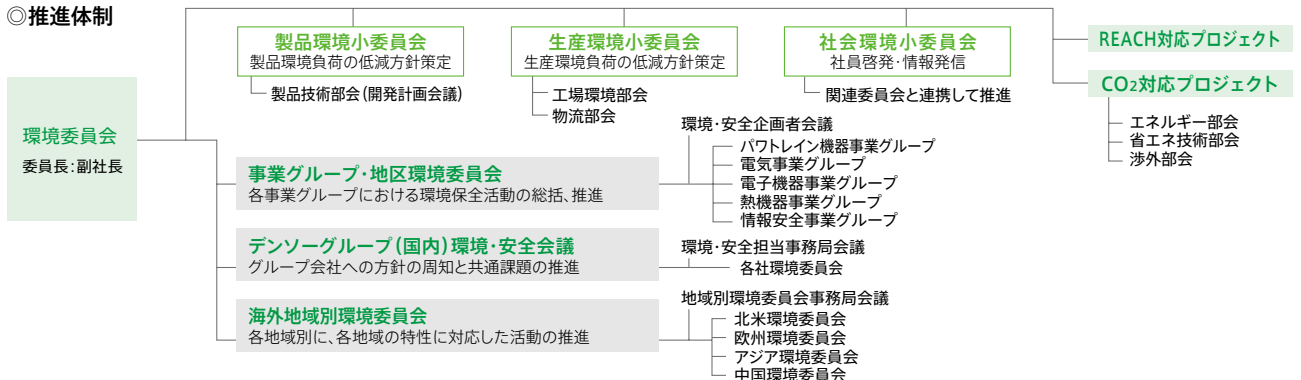 ◎推進体制
環境委員会
委員長:副社長
製品環境小委員会
製品環境負荷の低減方針策定
製品技術部会(開発計画会議)
生産環境小委員会
生産環境負荷の低減方針策定
工場環境部会
物流部会
社会環境小委員会
社員啓発・情報発信
関連委員会と連携して推進
REACH対応プロジェクト
CO2対応プロジェクト
エネルギー部会
省エネ技術部会
渉外部会
事業グループ・地区環境委員会
各事業グループにおける環境保全活動の総括、推進
環境・安全企画者会議
パワトレイン機器事業グループ
電気事業グループ
電子機器事業グループ
熱機器事業グループ
情報安全事業グループ
デンソーグループ(国内)環境・安全会議
グループ会社への方針の周知と共通課題の推進
環境・安全担当事務局会議
各社環境委員会
海外地域別環境委員会
各地域別に、各地域の特性に対応した活動の推進
地域別環境委員会事務局会議
北米環境委員会
欧州環境委員会
アジア環境委員会
中国環境委員会